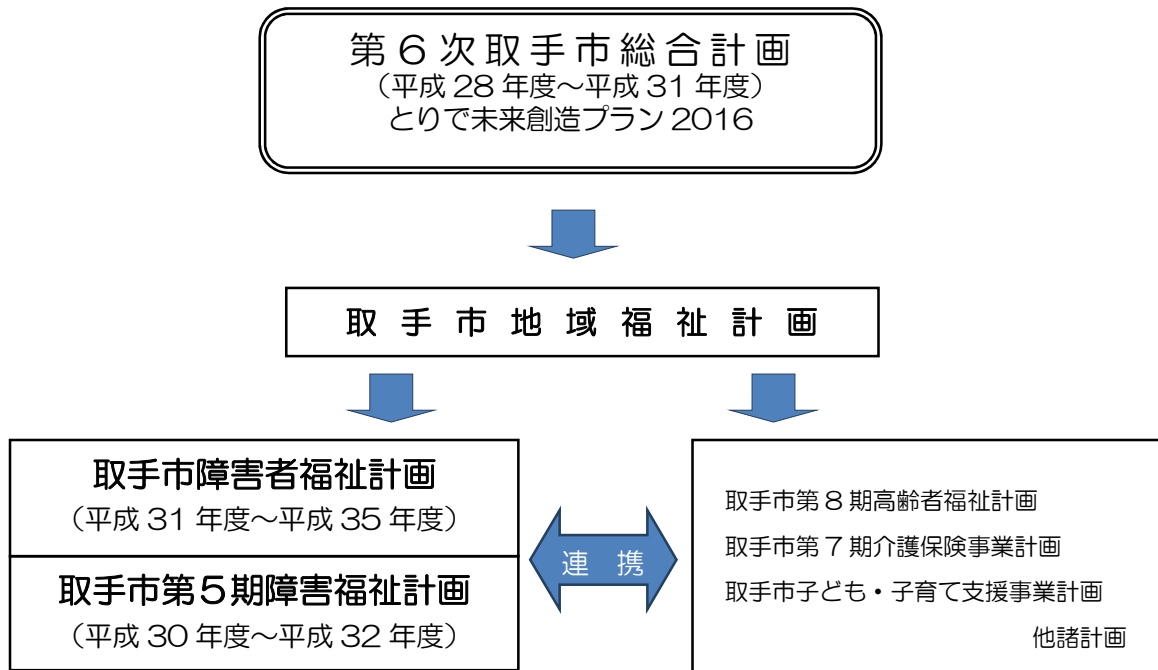 第６次取手市総合計画
（平成 28 年度～平成 31 年度）
とりで未来創造プラン 2016
取手市地域福祉計画
取手市障害者福祉計画
（平成 31 年度～平成 35 年度）
取手市第５期障害福祉計画
（平成 30 年度～平成 32 年度）
連 携
取手市第８期高齢者福祉計画
取手市第７期介護保険事業計画
取手市子ども・子育て支援事業計画
他諸計画